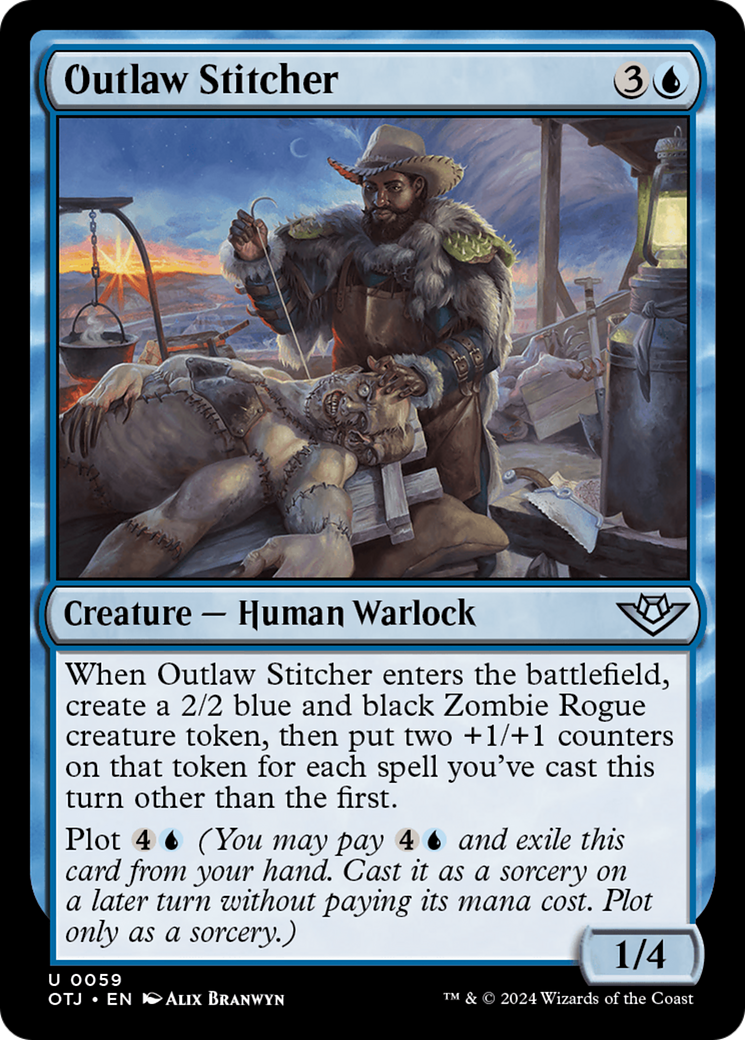 Outlaw Stitcher 3
Creature — Human Warlock
When Outlaw Stitcher enters the battlefield,
create a 2/2 blue and black Zombie Rogue
creature token, then put two +1/+1 counters
on that token for each spell you've cast this
turn other than the first.
Plot 4 (You may pay 4 and exile this
card from your hand. Cast it as a sorcery on
a later turn without paying its mana cost. Plot
only as a sorcery.)
1/4
U 0059
OTJ • EN Alix Branwyn
™ & © 2024 Wizards of the Coast